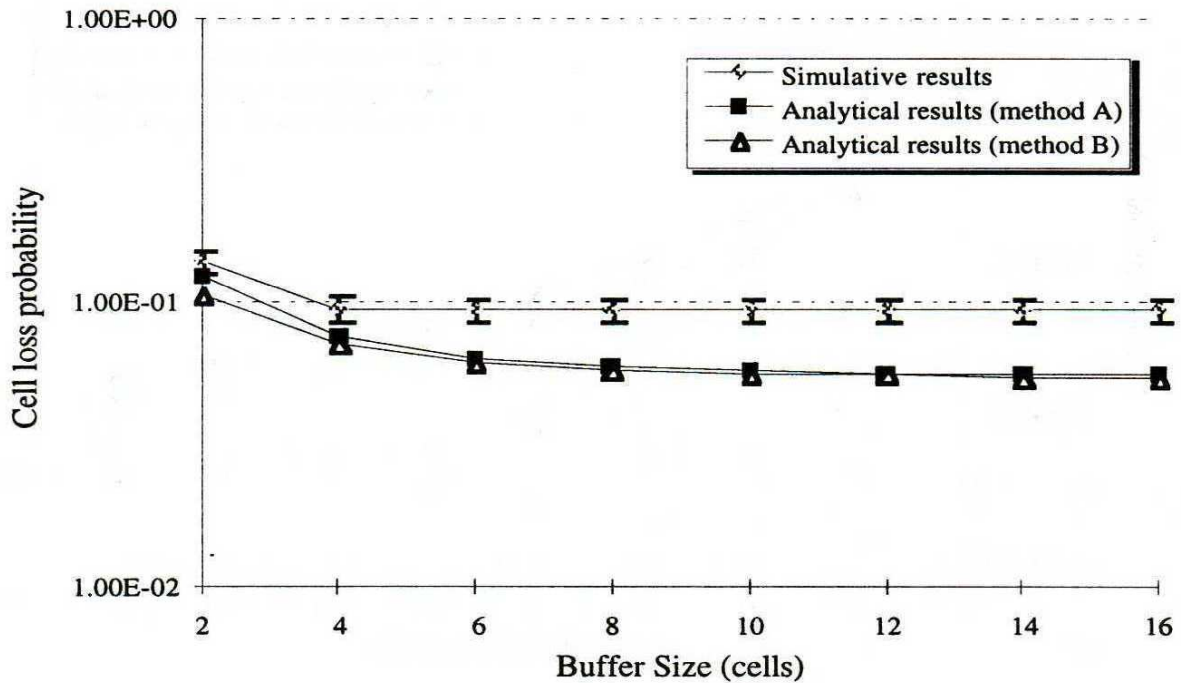 1.00E+00
Simulative results
Analytical results (method A)
Analytical results (method B)
Cell loss probability
1.00E-01
1.00E-02
2 4 6 8 10 12 14 16
Buffer Size (cells)